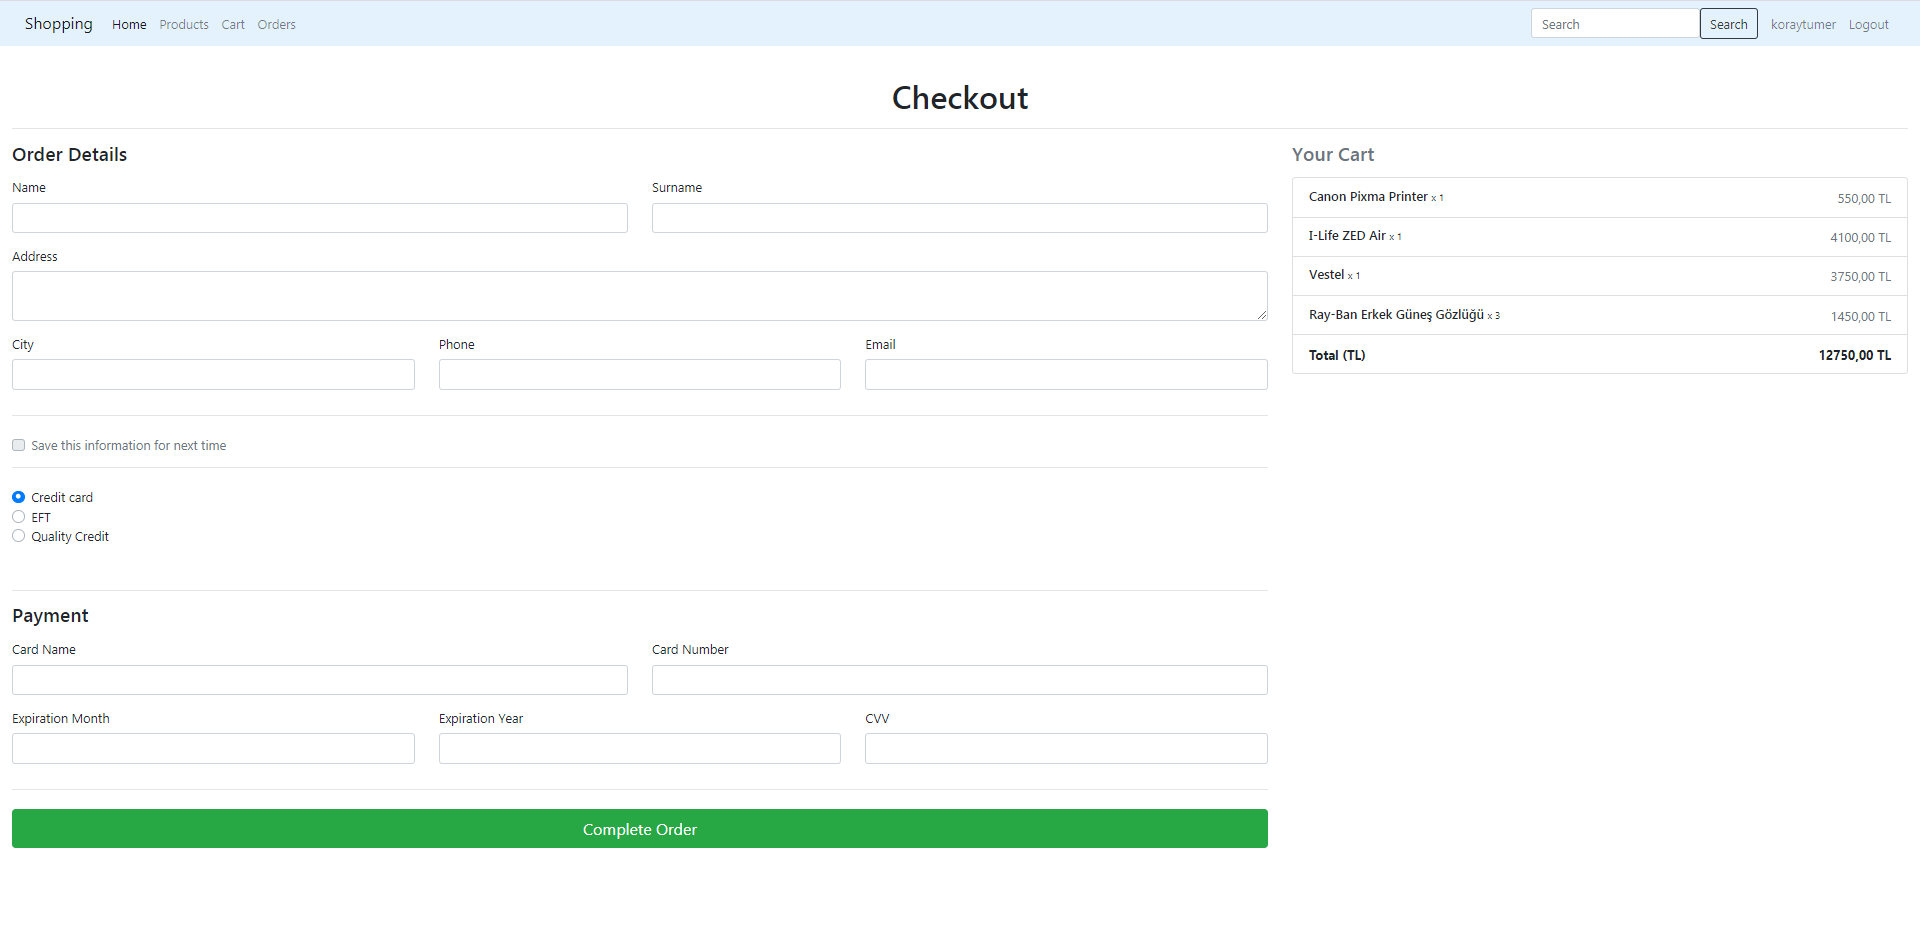 Shopping Home Products Cart Orders Search Search koraytumer Logout
Checkout
Order Details
Name Surname
Address
City Phone Email
Save this information for next time
Credit card
EFT
Quality Credit
Payment
Card Name Card Number
Expiration Month Expiration Year CVV
Complete Order
Your Cart
Canon Pixma Printer x 1 550,00 TL
I-Life ZED Air x 1 4100,00 TL
Vestel x 1 3750,00 TL
Ray-Ban Erkek Güneş Gözlüğü x 3 1450,00 TL
Total (TL) 12750,00 TL